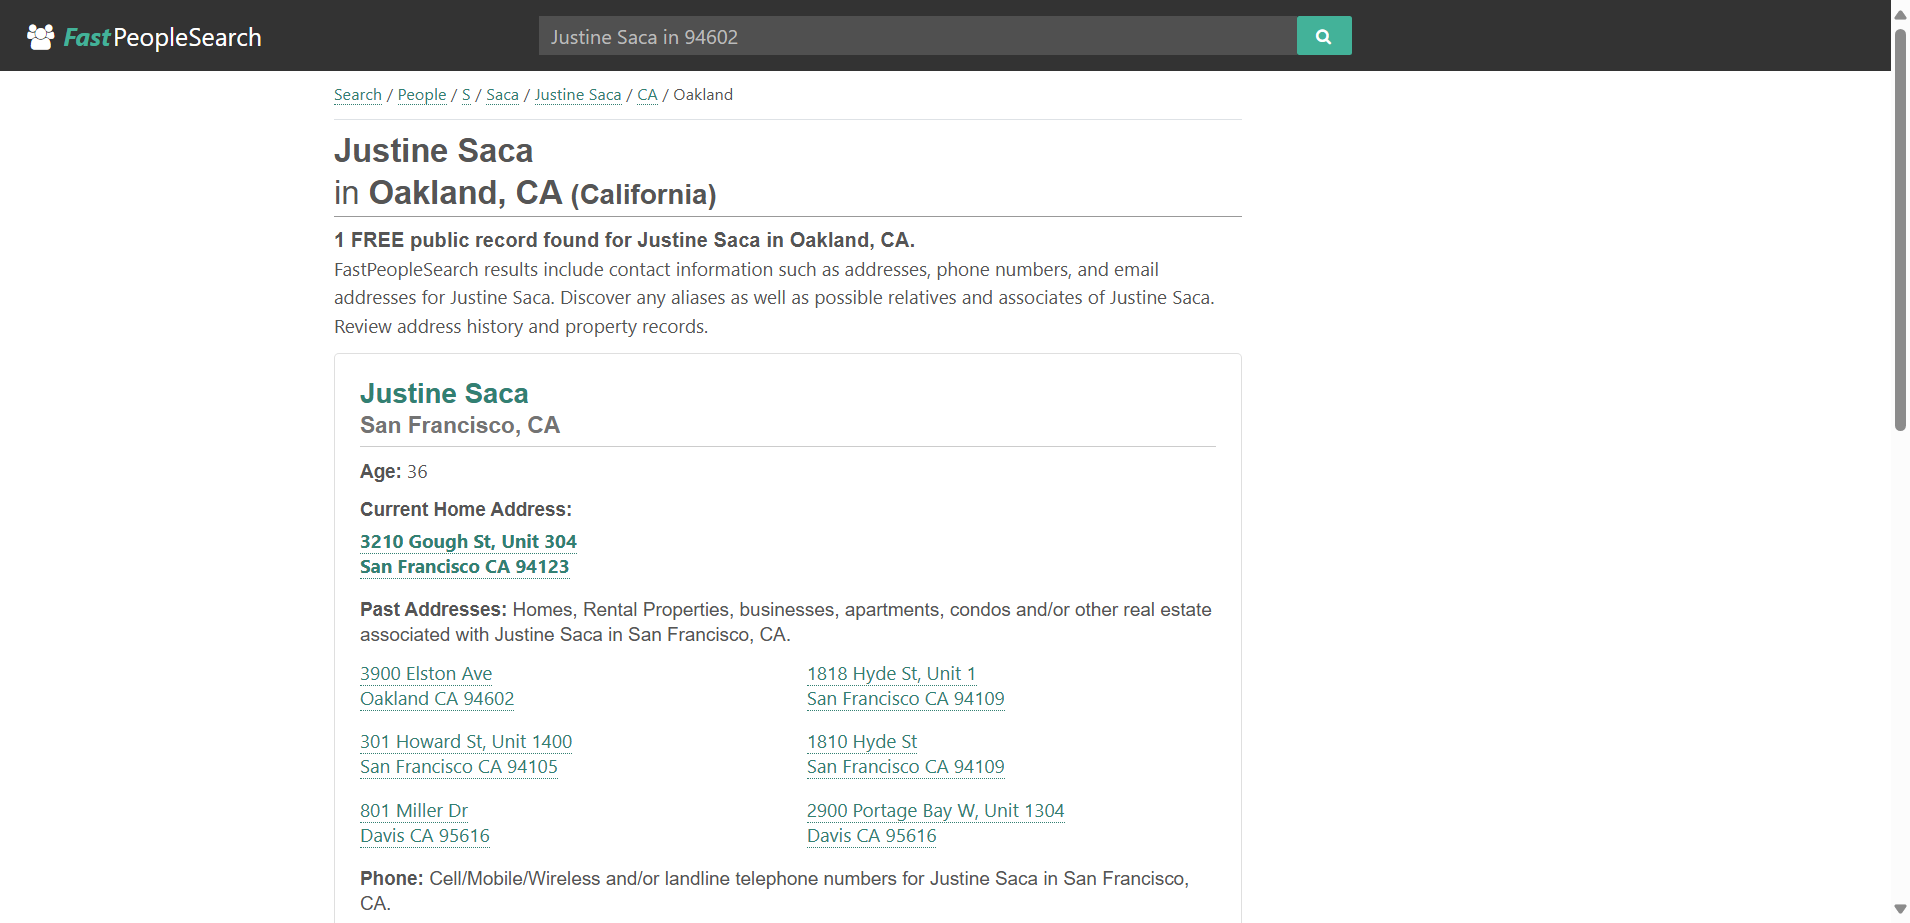 FastPeopleSearch
Justine Saca in 94602
Search / People / S / Saca / Justine Saca / CA / Oakland
Justine Saca
in Oakland, CA (California)
1 FREE public record found for Justine Saca in Oakland, CA.
FastPeopleSearch results include contact information such as addresses, phone numbers, and email
addresses for Justine Saca. Discover any aliases as well as possible relatives and associates of Justine Saca.
Review address history and property records.
Justine Saca
San Francisco, CA
Age: 36
Current Home Address:
3210 Gough St, Unit 304
San Francisco CA 94123
Past Addresses: Homes, Rental Properties, businesses, apartments, condos and/or other real estate
associated with Justine Saca in San Francisco, CA.
3900 Elston Ave
Oakland CA 94602
1818 Hyde St, Unit 1
San Francisco CA 94109
301 Howard St, Unit 1400
San Francisco CA 94105
1810 Hyde St
San Francisco CA 94109
801 Miller Dr
Davis CA 95616
2900 Portage Bay W, Unit 1304
Davis CA 95616
Phone: Cell/Mobile/Wireless and/or landline telephone numbers for Justine Saca in San Francisco,
CA.